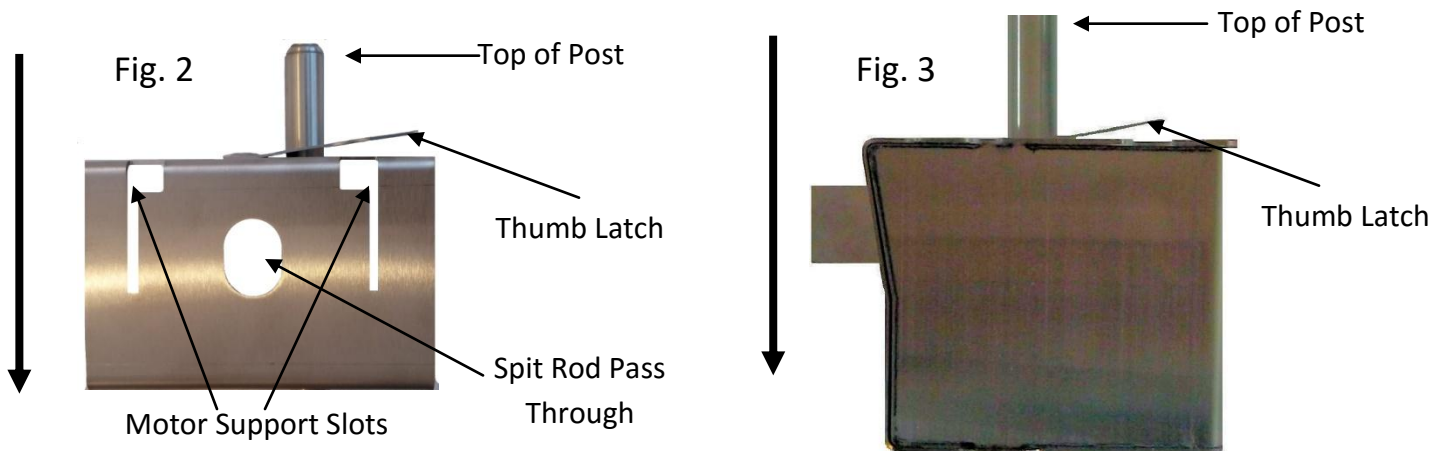 Fig. 2
Top of Post
Thumb Latch
Spit Rod Pass
Through
Motor Support Slots
Fig. 3
Top of Post
Thumb Latch